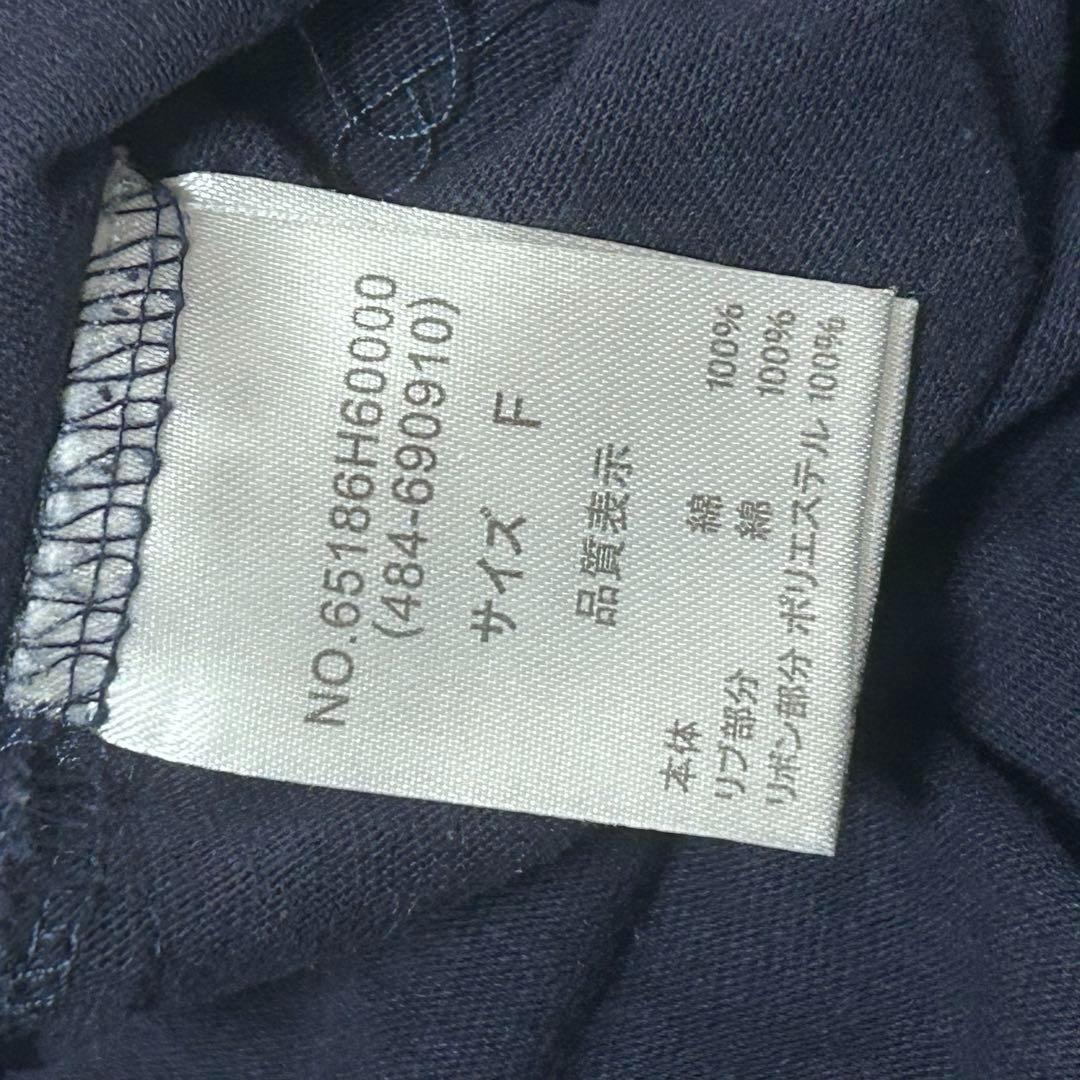 NO.65186H60000
(484-690910)
サイズ F
品質表示
本体 綿 100%
リブ部分 綿 100%
リボン部分 ポリエステル 100%